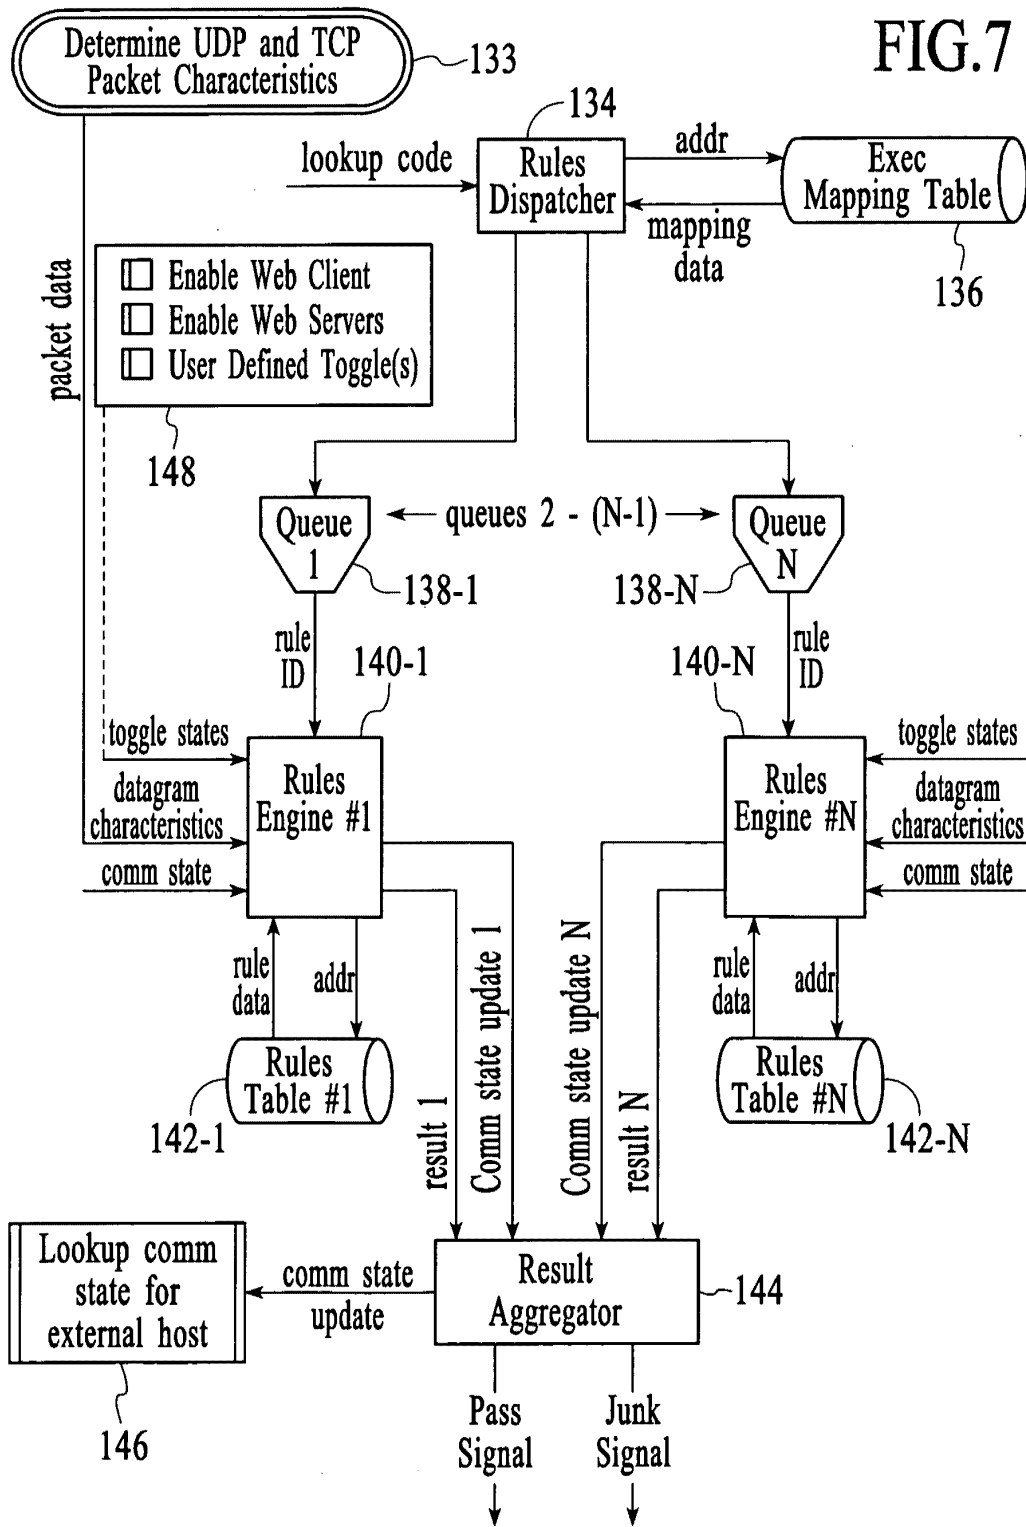 FIG.7
Determine UDP and TCP
Packet Characteristics
133
134
lookup code
Rules
Dispatcher
addr
mapping
data
Exec
Mapping Table
136
packet data
Enable Web Client
Enable Web Servers
User Defined Toggle(s)
148
Queue
1
queues 2 - (N-1)
Queue
N
138-1
138-N
rule
ID
140-1
140-N
rule
ID
toggle states
datagram
characteristics
comm state
Rules
Engine #1
Rules
Engine #N
toggle states
datagram
characteristics
comm state
rule
data
addr
Rules
Table #1
142-1
result 1
Comm state update 1
Comm state update N
result N
rule
data
addr
Rules
Table #N
142-N
Lookup comm
state for
external host
146
comm state
update
Result
Aggregator
144
Pass
Signal
Junk
Signal